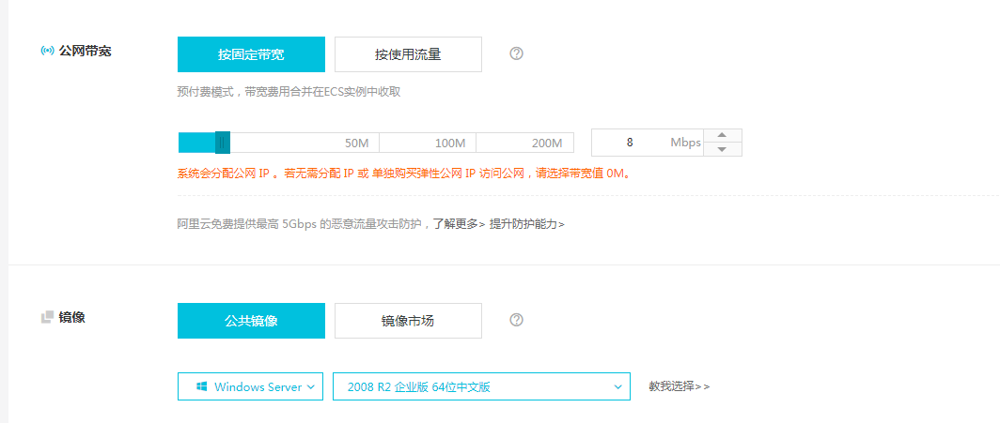 公网带宽
按固定带宽 按使用流量
预付费模式，带宽费用合并在ECS实例中收取
50M 100M 200M 8 Mbps
系统会分配公网 IP 。若无需分配 IP 或 单独购买弹性公网 IP 访问公网，请选择带宽值 0M。
阿里云免费提供最高 5Gbps 的恶意流量攻击防护，了解更多> 提升防护能力>
镜像
公共镜像 镜像市场
Windows Server 2008 R2 企业版 64位中文版 教我选择>>